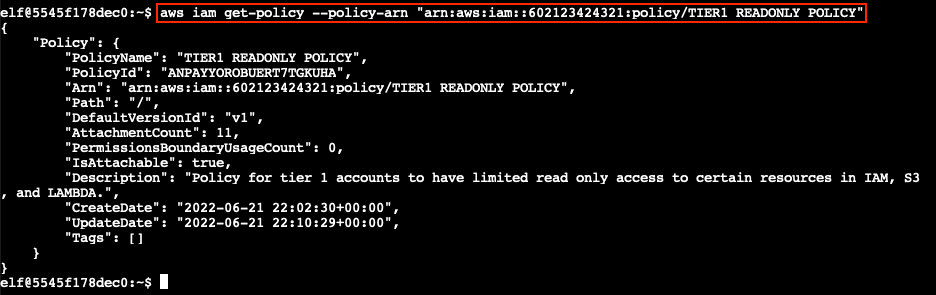 elf@5545f178dec0:~$ aws iam get-policy --policy-arn "arn:aws:iam::602123424321:policy/TIER1 READONLY POLICY"
{
    "Policy": {
        "PolicyName": "TIER1 READONLY POLICY",
        "PolicyId": "ANPAYYOROBUERT7TGKUHA",
        "Arn": "arn:aws:iam::602123424321:policy/TIER1 READONLY POLICY",
        "Path": "/",
        "DefaultVersionId": "v1",
        "AttachmentCount": 11,
        "PermissionsBoundaryUsageCount": 0,
        "IsAttachable": true,
        "Description": "Policy for tier 1 accounts to have limited read only access to certain resources in IAM, S3
, and LAMBDA.",
        "CreateDate": "2022-06-21 22:02:30+00:00",
        "UpdateDate": "2022-06-21 22:10:29+00:00",
        "Tags": []
    }
}
elf@5545f178dec0:~$